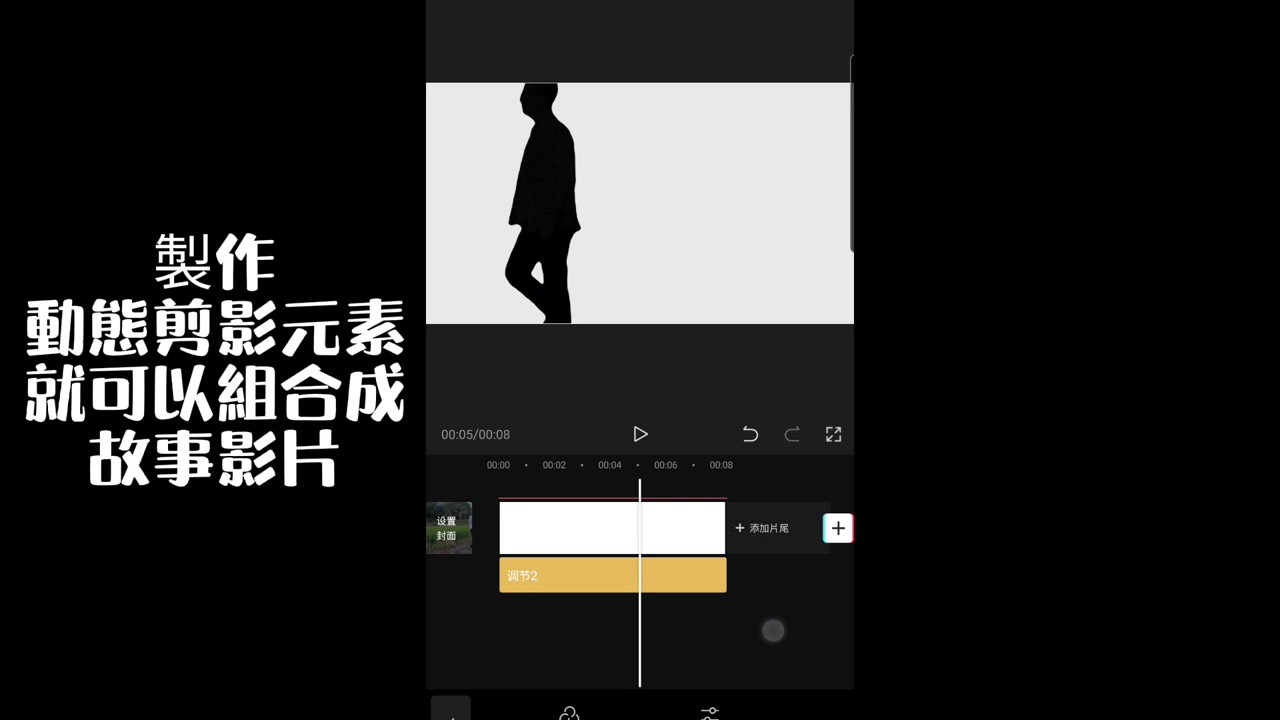 製作
動態剪影元素
就可以組合成
故事影片
00:05/00:08
00:00 00:02 00:04 00:06 00:08
设置
封面
+ 添加片尾
+
调节2